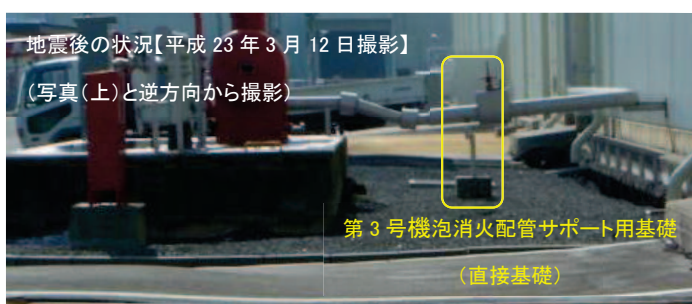 地震後の状況【平成 23 年 3 月 12 日撮影】
(写真(上)と逆方向から撮影)
第 3 号機泡消火配管サポート用基礎
(直接基礎)